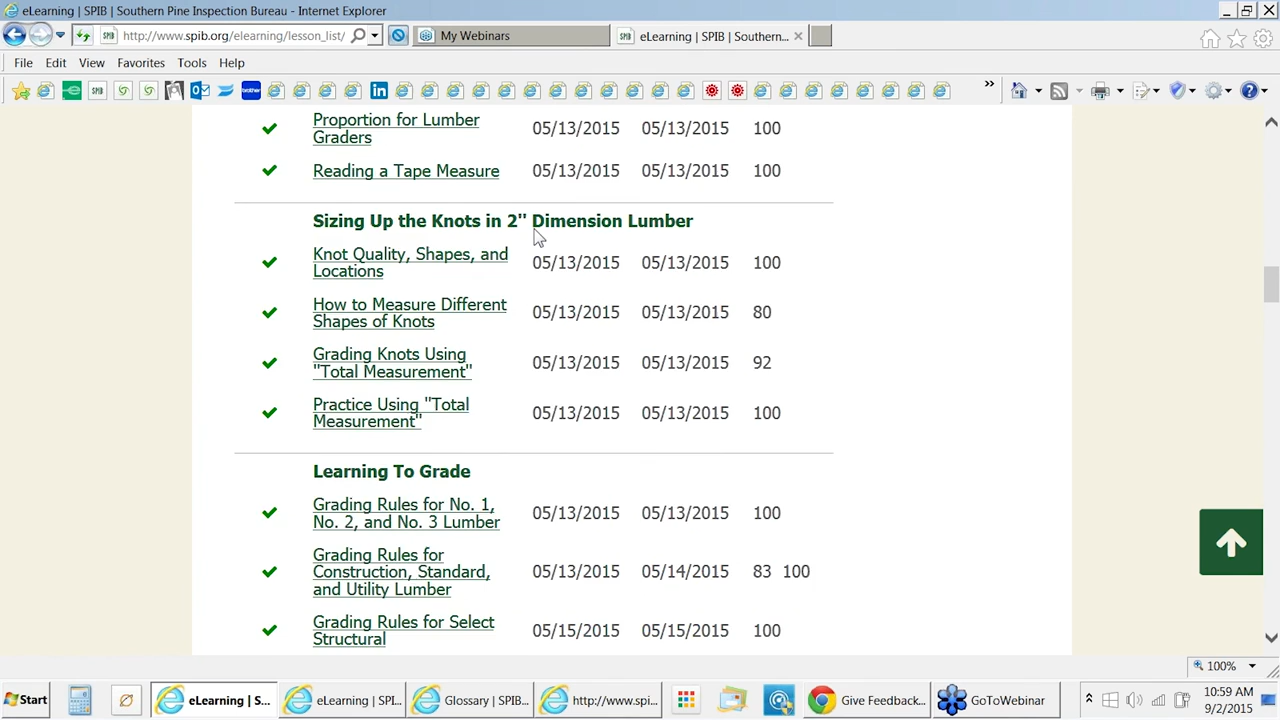 eLearning | SPIB | Southern Pine Inspection Bureau - Internet Explorer
http://www.spib.org/elearning/lesson_list/
My Webinars
SPIB
eLearning | SPIB | Southern...
File Edit View Favorites Tools Help
SPIB
Proportion for Lumber
Graders
05/13/2015 05/13/2015 100
Reading a Tape Measure 05/13/2015 05/13/2015 100
Sizing Up the Knots in 2" Dimension Lumber
Knot Quality, Shapes, and
Locations
05/13/2015 05/13/2015 100
How to Measure Different
Shapes of Knots
05/13/2015 05/13/2015 80
Grading Knots Using
"Total Measurement"
05/13/2015 05/13/2015 92
Practice Using "Total
Measurement"
05/13/2015 05/13/2015 100
Learning To Grade
Grading Rules for No. 1,
No. 2, and No. 3 Lumber
05/13/2015 05/13/2015 100
Grading Rules for
Construction, Standard,
and Utility Lumber
05/13/2015 05/14/2015 83 100
Grading Rules for Select
Structural
05/15/2015 05/15/2015 100
100%
Start
eLearning | S...
eLearning | SPI...
Glossary | SPIB...
http://www.spi...
Give Feedback...
GoToWebinar
10:59 AM
9/2/2015